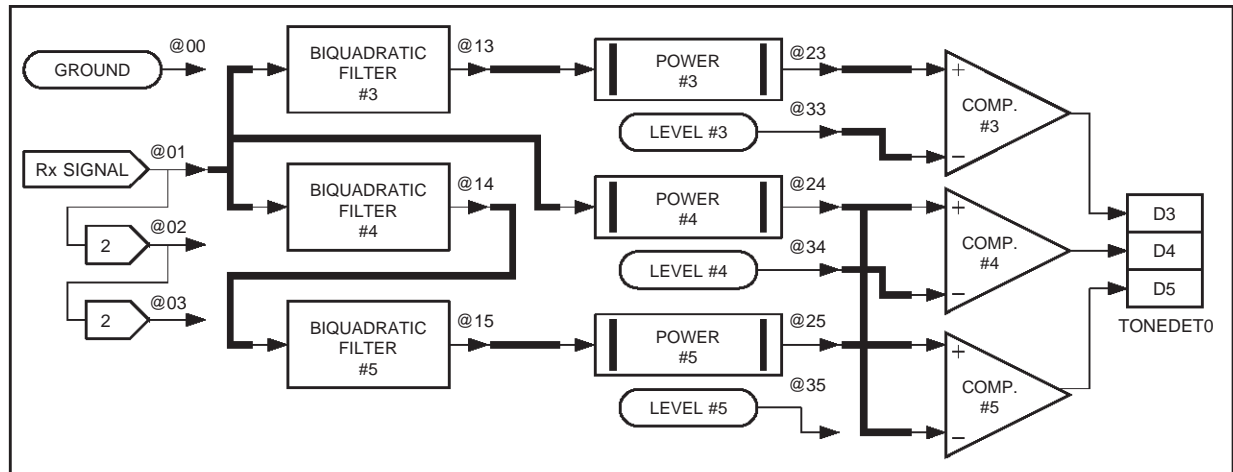 GROUND
@00
BIQUADRATIC
FILTER
#3
@13
POWER
#3
@23
+
COMP.
#3
−
LEVEL #3
@33
Rx SIGNAL
@01
BIQUADRATIC
FILTER
#4
@14
POWER
#4
@24
+
COMP.
#4
−
LEVEL #4
@34
2
@02
2
@03
BIQUADRATIC
FILTER
#5
@15
POWER
#5
@25
+
COMP.
#5
−
LEVEL #5
@35
D3
D4
D5
TONEDET0